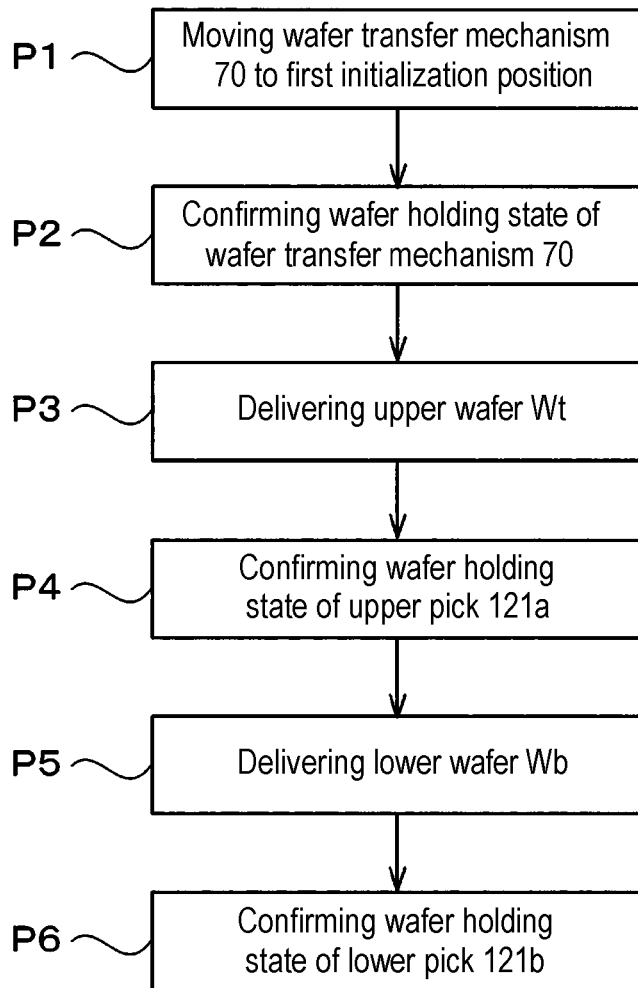 P1
Moving wafer transfer mechanism
70 to first initialization position
P2
Confirming wafer holding state of
wafer transfer mechanism 70
P3
Delivering upper wafer Wt
P4
Confirming wafer holding
state of upper pick 121a
P5
Delivering lower wafer Wb
P6
Confirming wafer holding
state of lower pick 121b